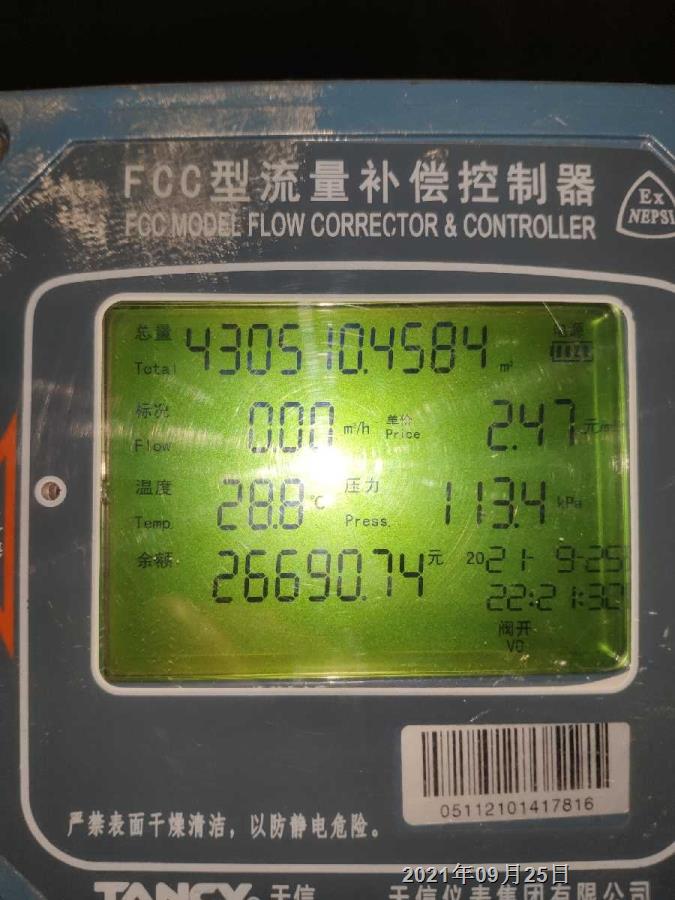 FCC型流量补偿控制器
FCC MODEL FLOW CORRECTOR & CONTROLLER
Ex
NEPSI
总量
Total 4305110.4584 m³
电源
标况
Flow 0.00 m³/h 单价 Price 2.47 元/m³
温度
Temp. 28.8 ℃ 压力 Press. 113.4 kPa
余额 26690.74 元 2021-9-25
22:21:32
阀开
VO
05112101417816
严禁表面干燥清洁，以防静电危险。
2021年09月25日
TANCY® 天信 天信仪表集团有限公司